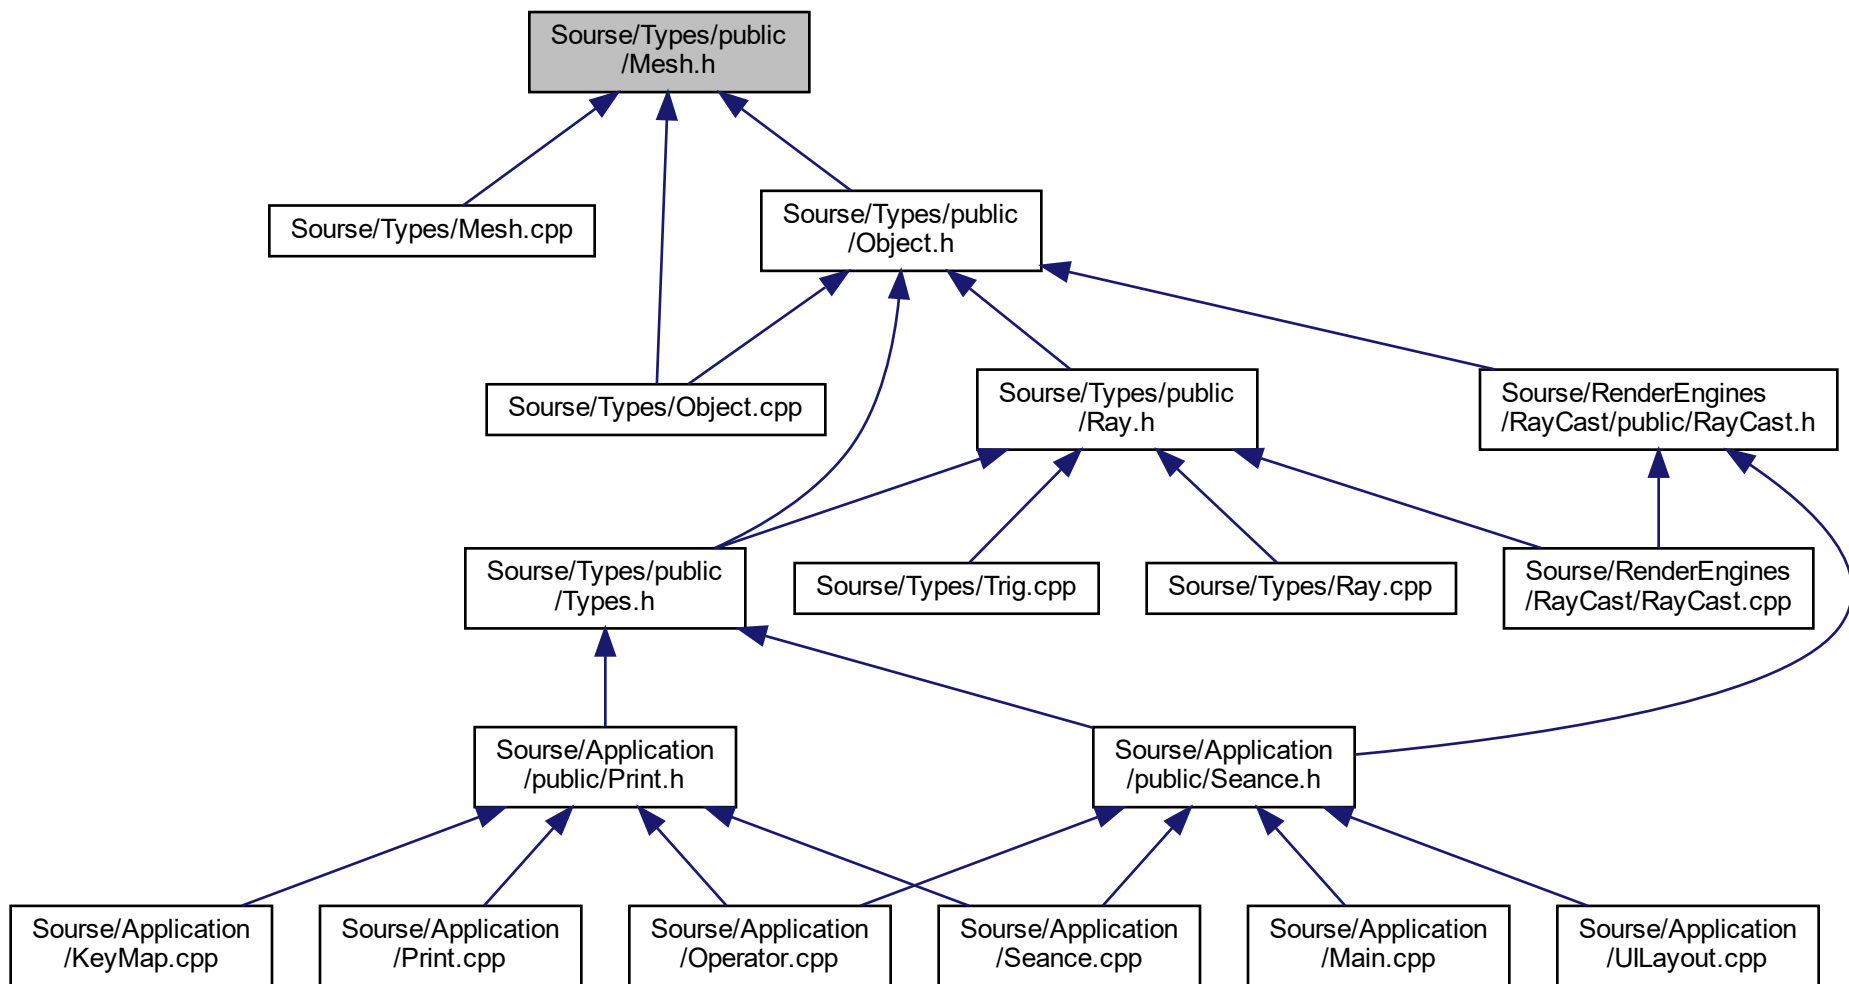 Sourse/Types/public
/Mesh.h
Sourse/Types/Mesh.cpp
Sourse/Types/public
/Object.h
Sourse/Types/Object.cpp
Sourse/Types/public
/Ray.h
Sourse/RenderEngines
/RayCast/public/RayCast.h
Sourse/Types/public
/Types.h
Sourse/Types/Trig.cpp
Sourse/Types/Ray.cpp
Sourse/RenderEngines
/RayCast/RayCast.cpp
Sourse/Application
/public/Print.h
Sourse/Application
/public/Seance.h
Sourse/Application
/KeyMap.cpp
Sourse/Application
/Print.cpp
Sourse/Application
/Operator.cpp
Sourse/Application
/Seance.cpp
Sourse/Application
/Main.cpp
Sourse/Application
/UILayout.cpp